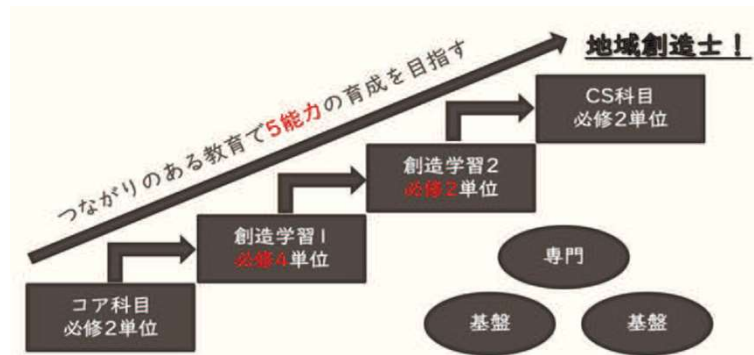 地域創造士！
つながりのある教育で5能力の育成を目指す
CS科目
必修2単位
創造学習2
必修2単位
創造学習1
必修4単位
コア科目
必修2単位
専門
基盤
基盤